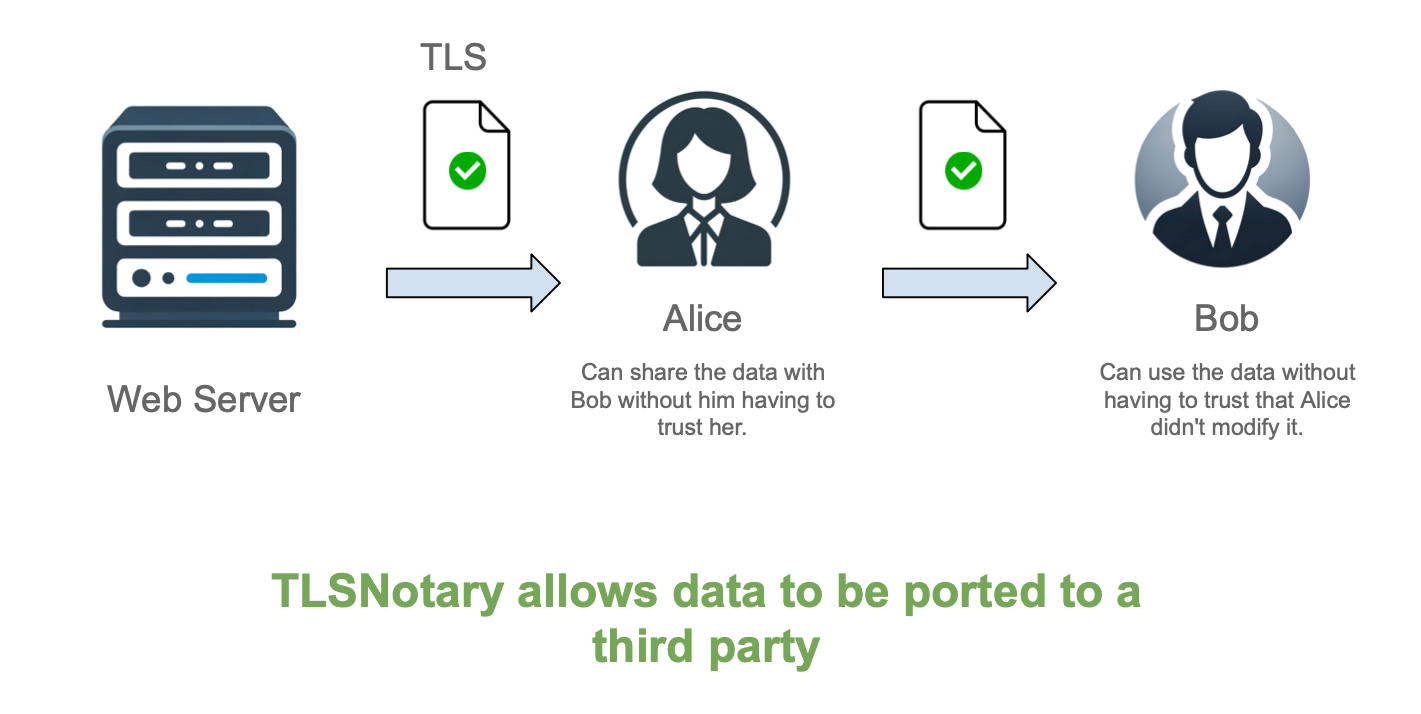 TLS
Web Server
Alice
Can share the data with
Bob without him having to
trust her.
Bob
Can use the data without
having to trust that Alice
didn't modify it.
TLSNotary allows data to be ported to a
third party